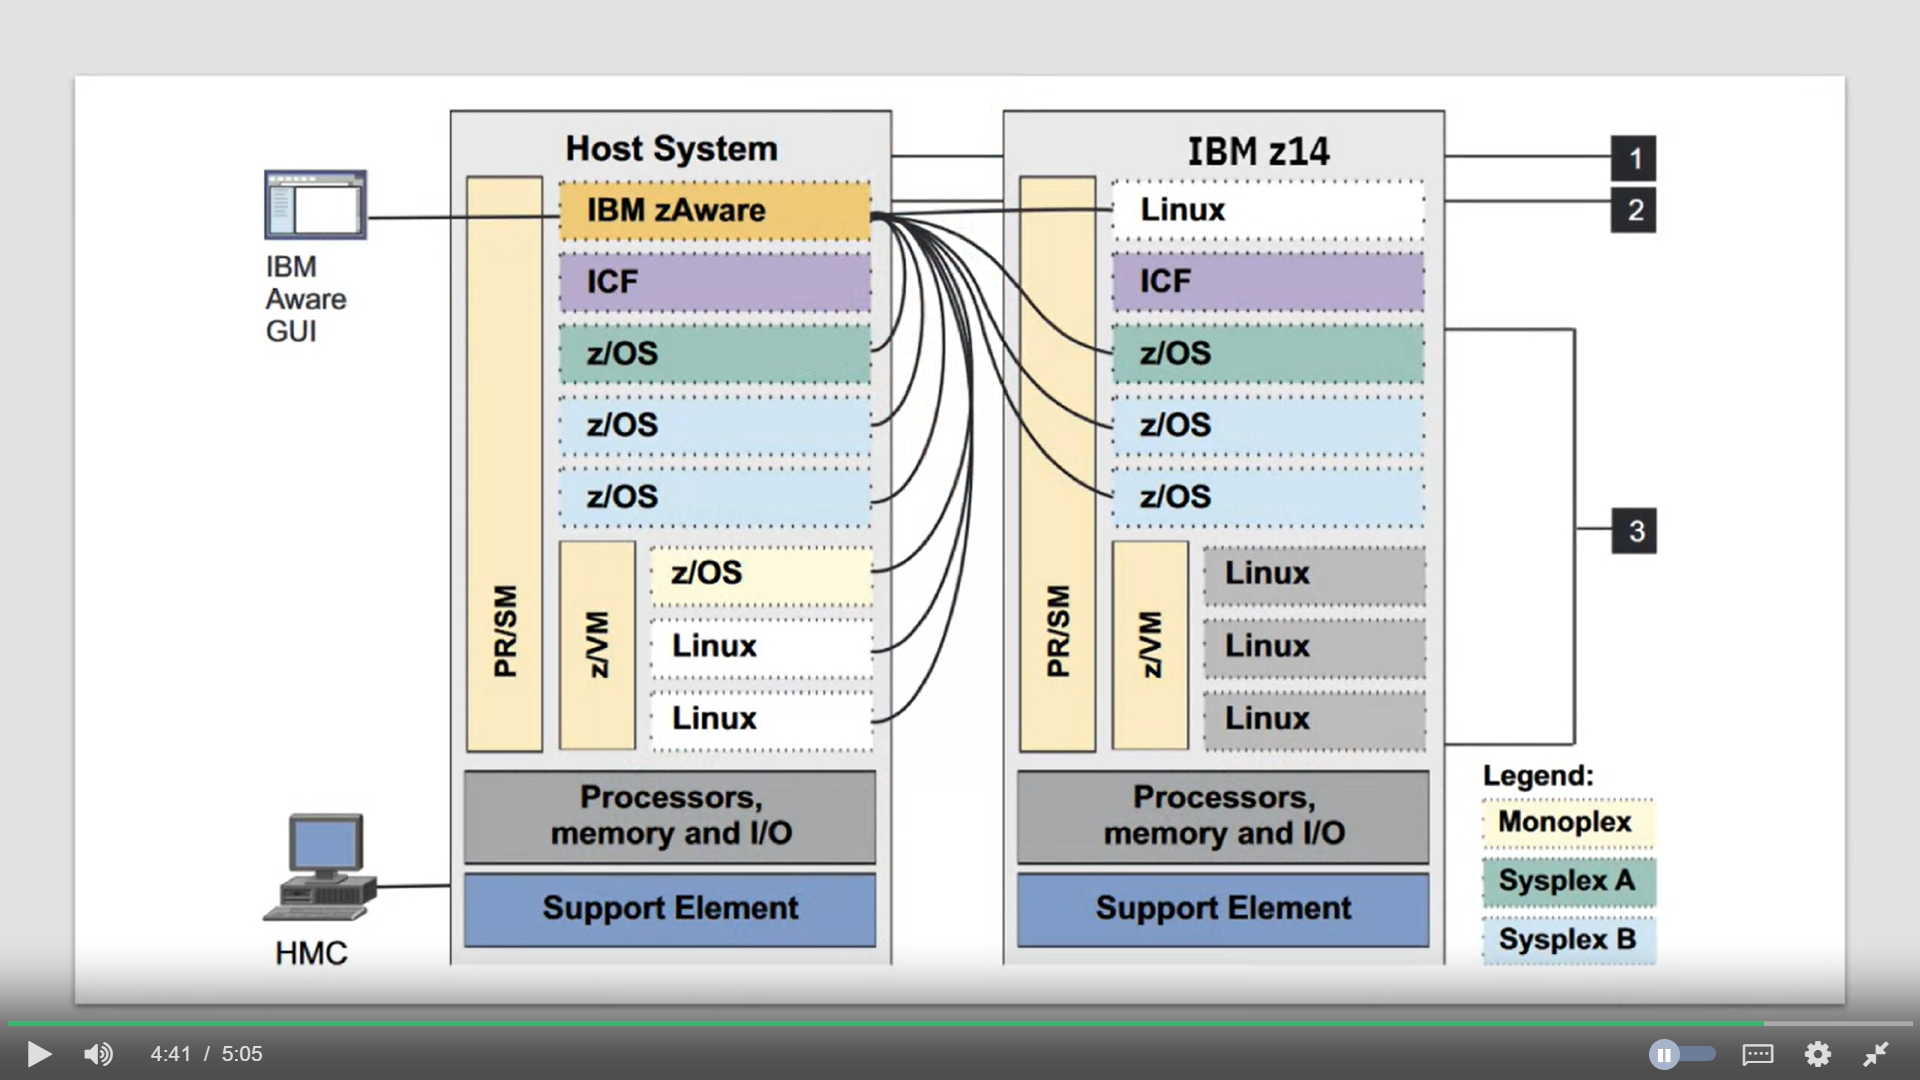 Host System
IBM z14
1
2
3
IBM
Aware
GUI
PR/SM
IBM zAware
ICF
z/OS
z/OS
z/OS
z/VM
z/OS
Linux
Linux
Processors,
memory and I/O
Support Element
HMC
PR/SM
Linux
ICF
z/OS
z/OS
z/OS
z/VM
Linux
Linux
Linux
Processors,
memory and I/O
Support Element
Legend:
Monoplex
Sysplex A
Sysplex B
4:41 / 5:05